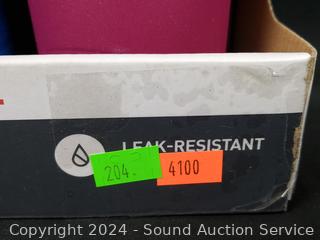 LEAK-RESISTANT
204.
4100
Copyright 2024 - Sound Auction Service